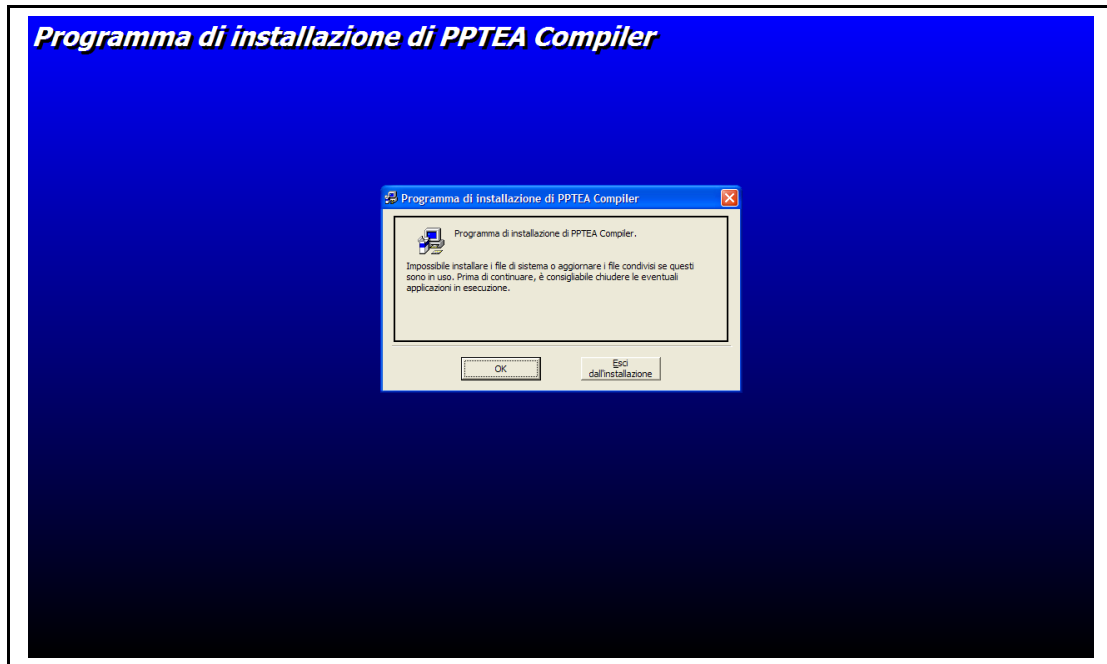 Programma di installazione di PPTEA Compiler
Programma di installazione di PPTEA Compiler
Programma di installazione di PPTEA Compiler.
Impossibile installare i file di sistema o aggiornare i file condivisi se questi
sono in uso. Prima di continuare, è consigliabile chiudere le eventuali
applicazioni in esecuzione.
OK
Esci
dall'installazione